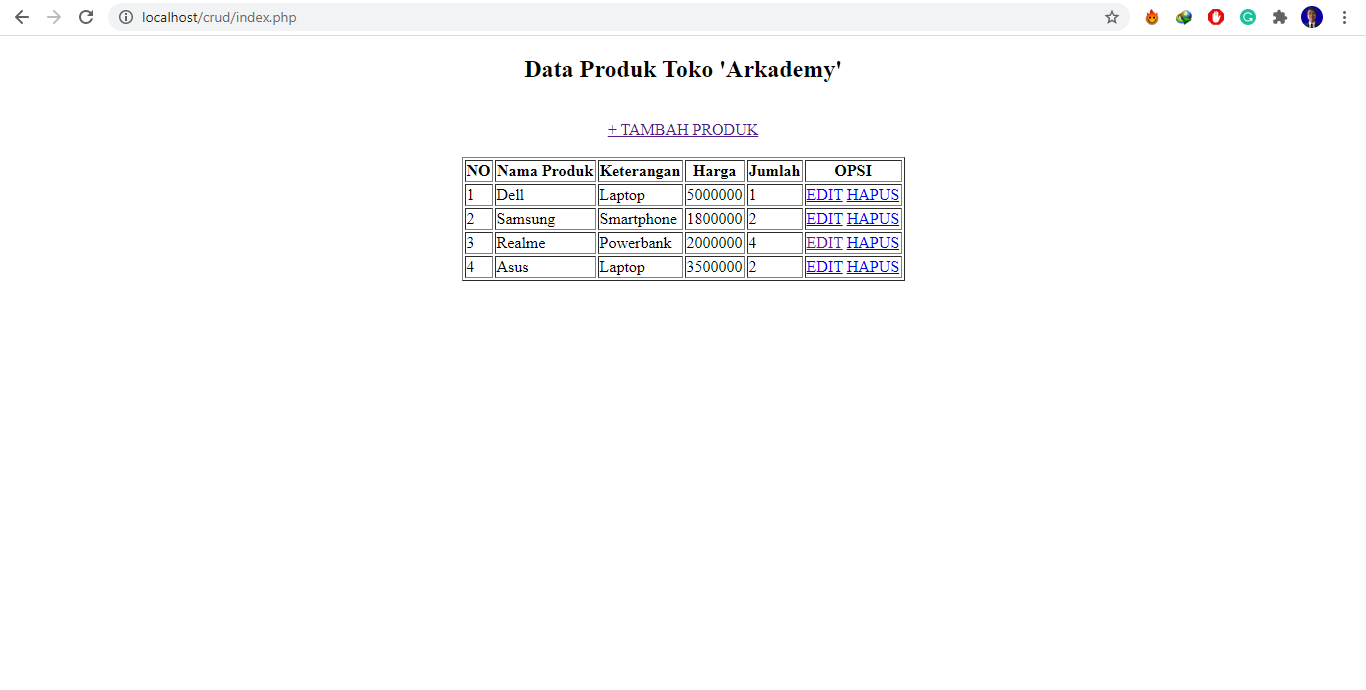 localhost/crud/index.php
Data Produk Toko 'Arkademy'
+ TAMBAH PRODUK
NO Nama Produk Keterangan Harga Jumlah OPSI
1 Dell Laptop 5000000 1 EDIT HAPUS
2 Samsung Smartphone 1800000 2 EDIT HAPUS
3 Realme Powerbank 2000000 4 EDIT HAPUS
4 Asus Laptop 3500000 2 EDIT HAPUS